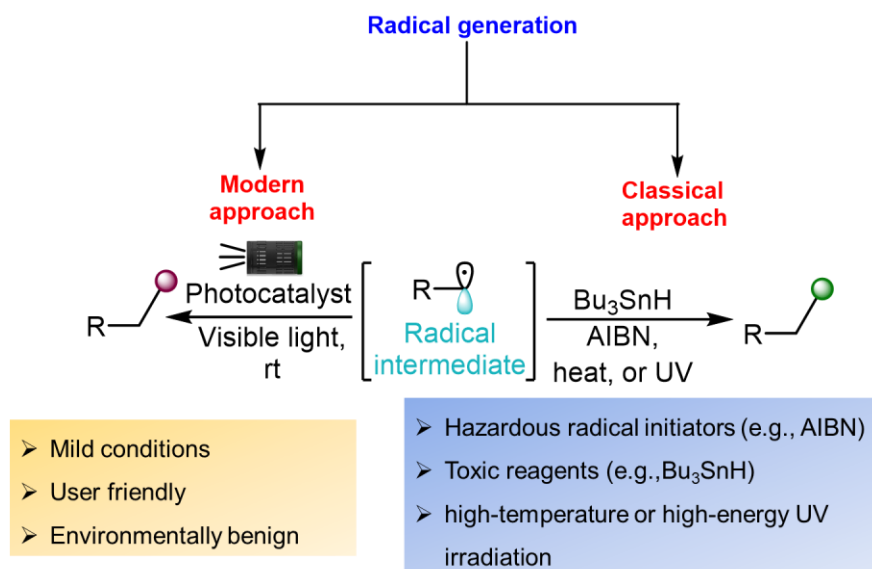 Radical generation
Modern
approach
Classical
approach
R
Photocatalyst
Visible light,
rt
R
Radical
intermediate
Bu₃SnH
AIBN,
heat, or UV
R
➢ Mild conditions
➢ User friendly
➢ Environmentally benign
➢ Hazardous radical initiators (e.g., AIBN)
➢ Toxic reagents (e.g.,Bu₃SnH)
➢ high-temperature or high-energy UV
irradiation